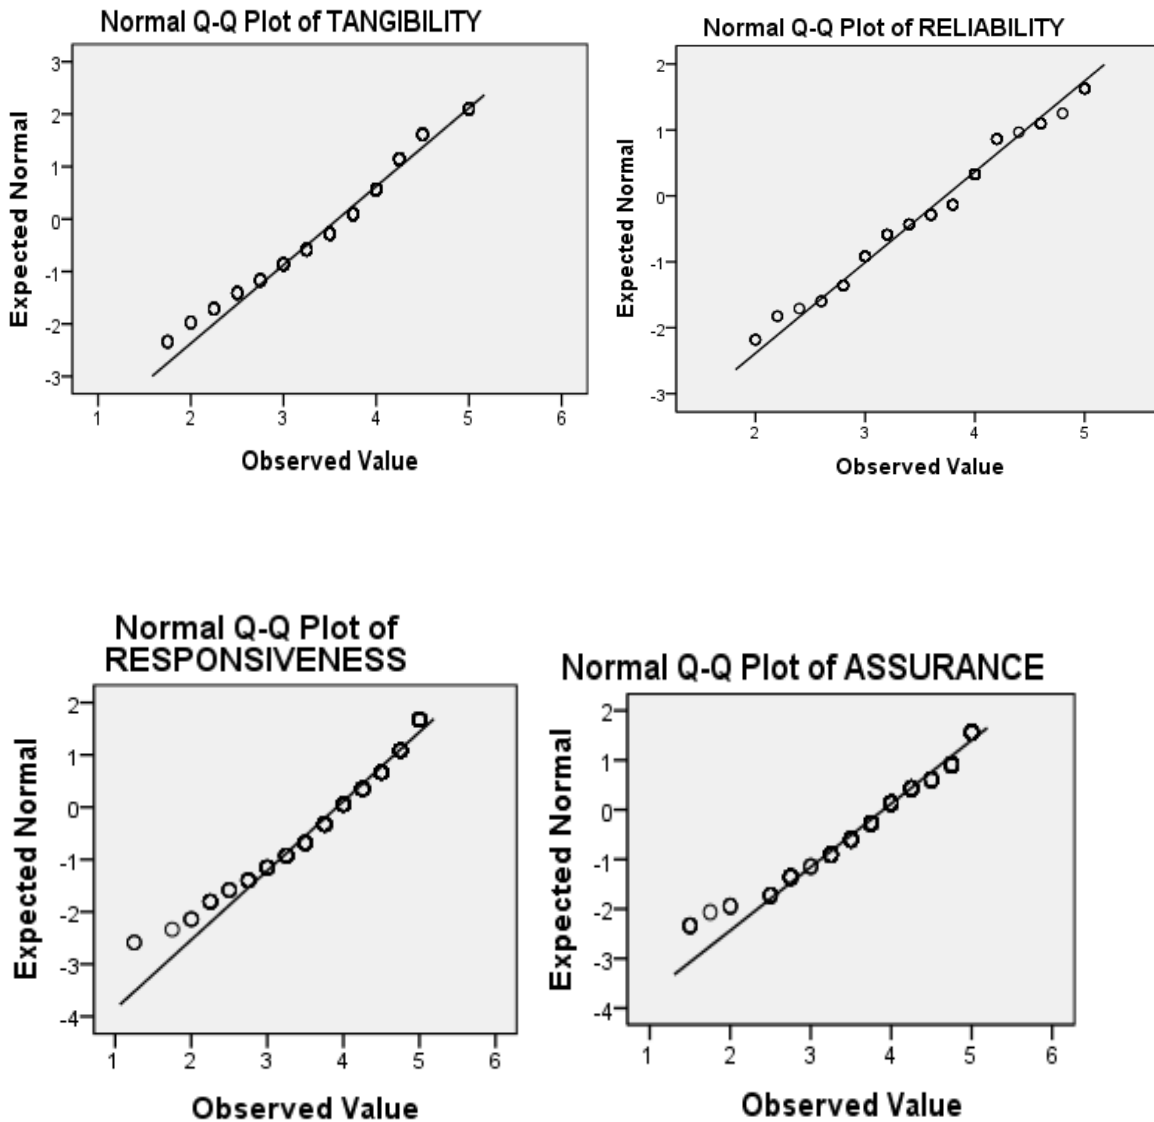 Normal Q-Q Plot of TANGIBILITY
Expected Normal
3
2
1
0
-1
-2
-3
1 2 3 4 5 6
Observed Value
Normal Q-Q Plot of RELIABILITY
Expected Normal
2
1
0
-1
-2
-3
2 3 4 5
Observed Value
Normal Q-Q Plot of
RESPONSIVENESS
Expected Normal
2
1
0
-1
-2
-3
-4
1 2 3 4 5 6
Observed Value
Normal Q-Q Plot of ASSURANCE
Expected Normal
2
1
0
-1
-2
-3
-4
1 2 3 4 5 6
Observed Value